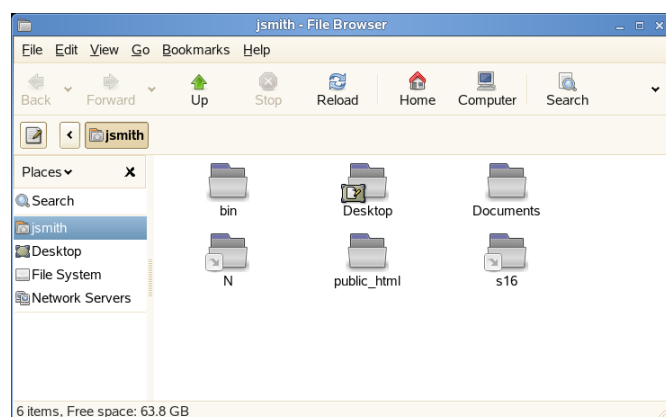 jsmith - File Browser
File Edit View Go Bookmarks Help
Back Forward Up Stop Reload Home Computer Search
jsmith
Places
Search
jsmith
Desktop
File System
Network Servers
bin Desktop Documents
N public_html s16
6 items, Free space: 63.8 GB